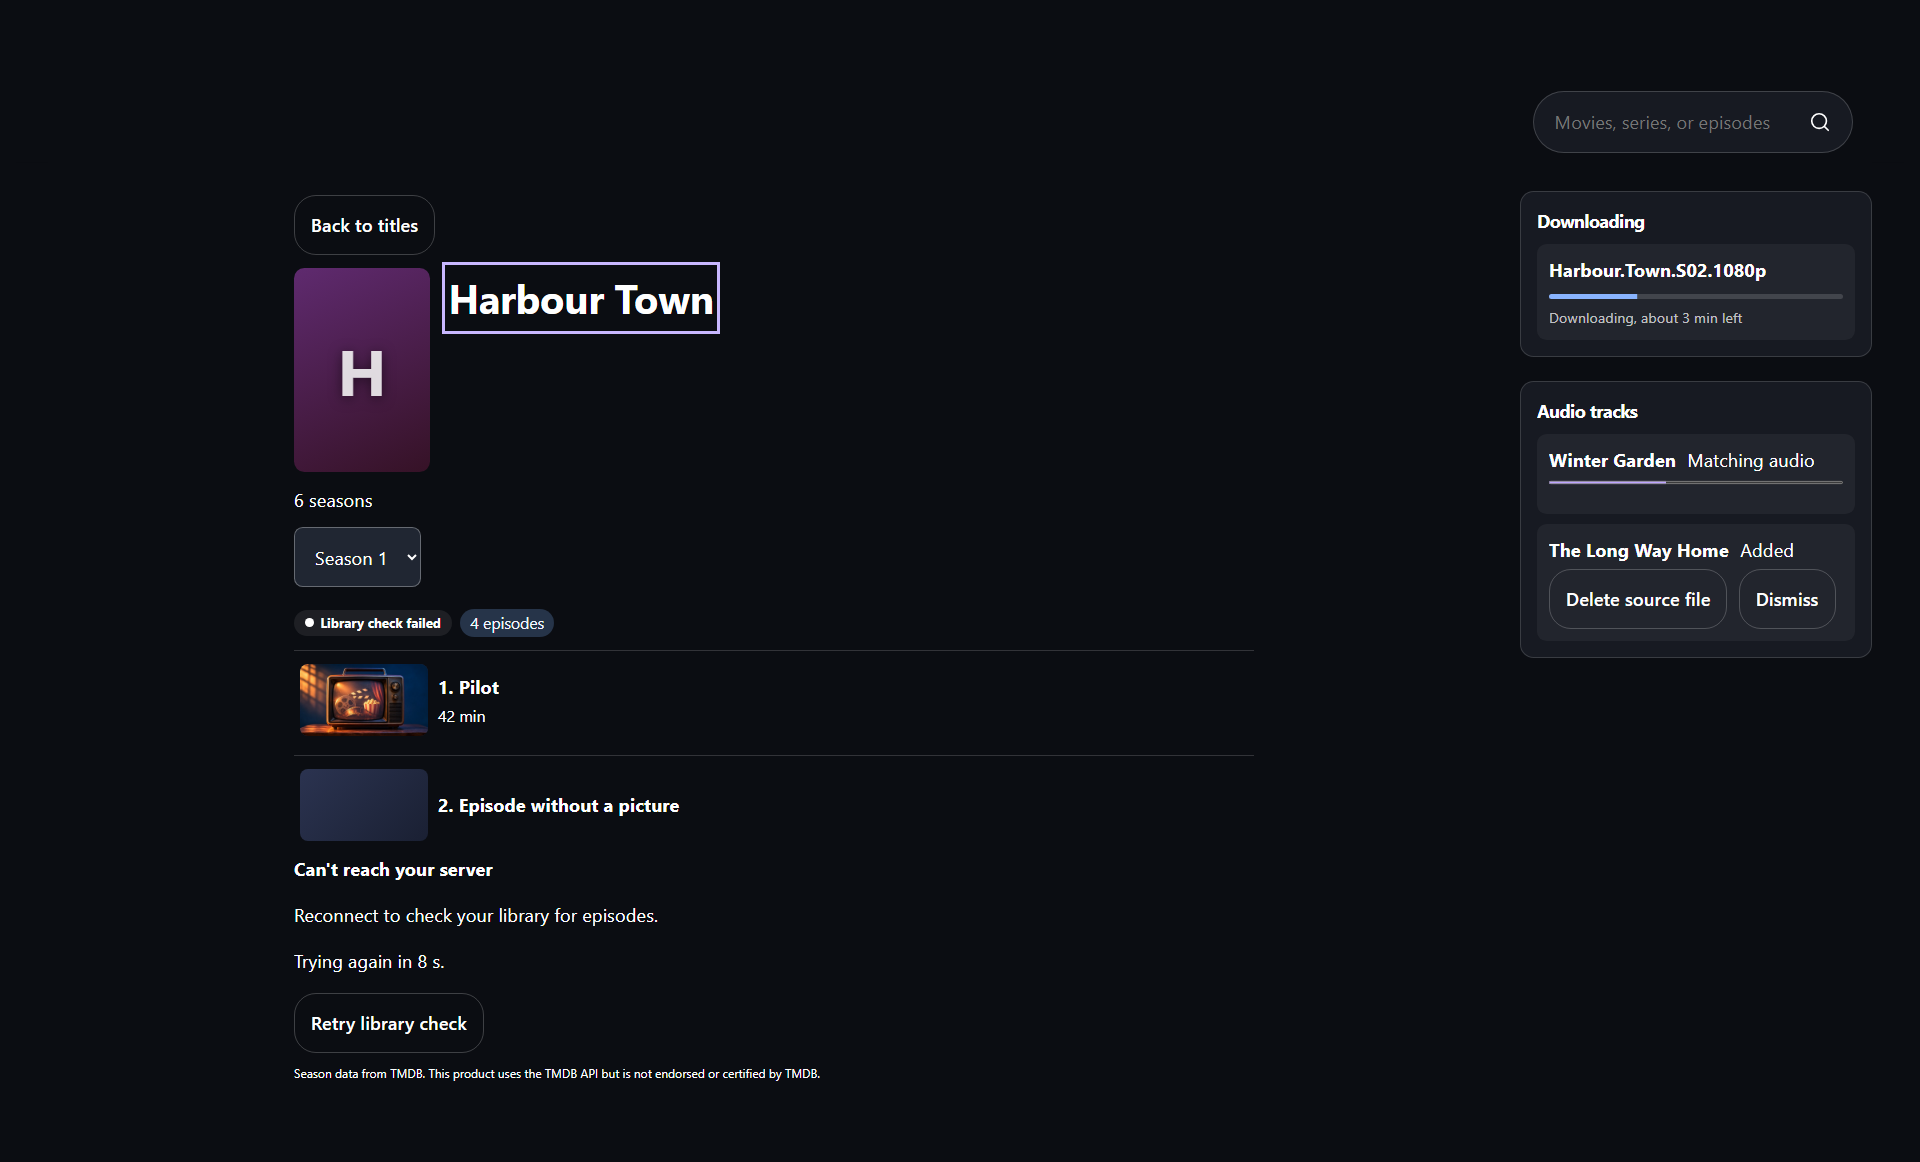 Movies, series, or episodes
Back to titles
H
Harbour Town
6 seasons
Season 1
Library check failed
4 episodes
1. Pilot
42 min
2. Episode without a picture
Can't reach your server
Reconnect to check your library for episodes.
Trying again in 8 s.
Retry library check
Season data from TMDB. This product uses the TMDB API but is not endorsed or certified by TMDB.
Downloading
Harbour.Town.S02.1080p
Downloading, about 3 min left
Audio tracks
Winter Garden Matching audio
The Long Way Home Added
Delete source file
Dismiss